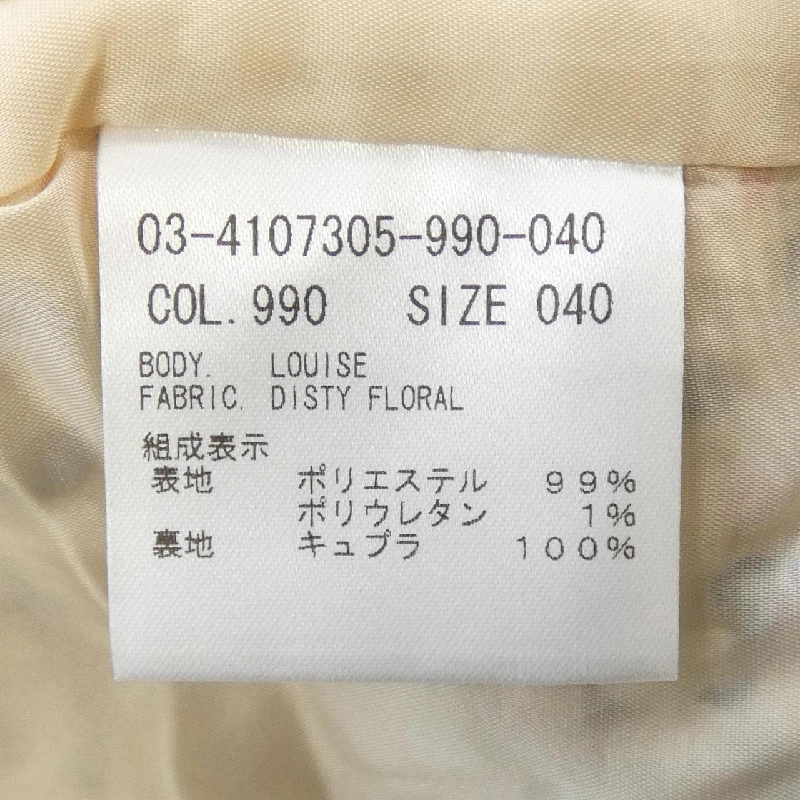 03-4107305-990-040
COL. 990 SIZE 040
BODY. LOUISE
FABRIC. DISTY FLORAL
組成表示
表地 ポリエステル 99%
ポリウレタン 1%
裏地 キュプラ 100%